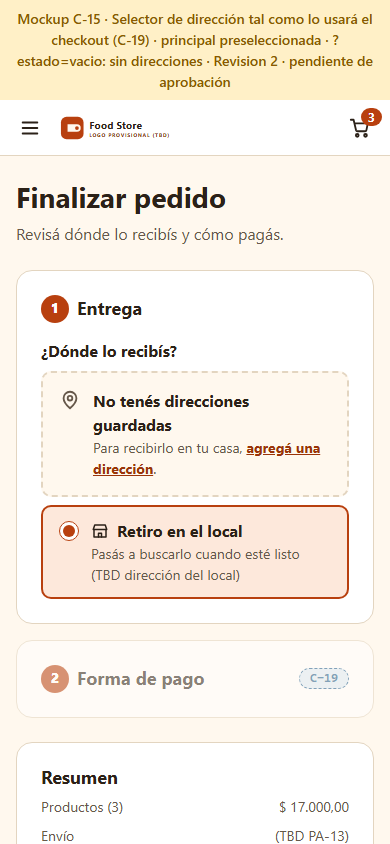 Mockup C-15 · Selector de dirección tal como lo usará el
checkout (C-19) · principal preseleccionada · ?
estado=vacio: sin direcciones · Revision 2 · pendiente de
aprobación
Food Store
LOGO PROVISIONAL (TBD)
3
Finalizar pedido
Revisá dónde lo recibís y cómo pagás.
1 Entrega
¿Dónde lo recibís?
No tenés direcciones
guardadas
Para recibirlo en tu casa, agregá una
dirección.
Retiro en el local
Pasás a buscarlo cuando esté listo
(TBD dirección del local)
2 Forma de pago C-19
Resumen
Productos (3) $ 17.000,00
Envío (TBD PA-13)